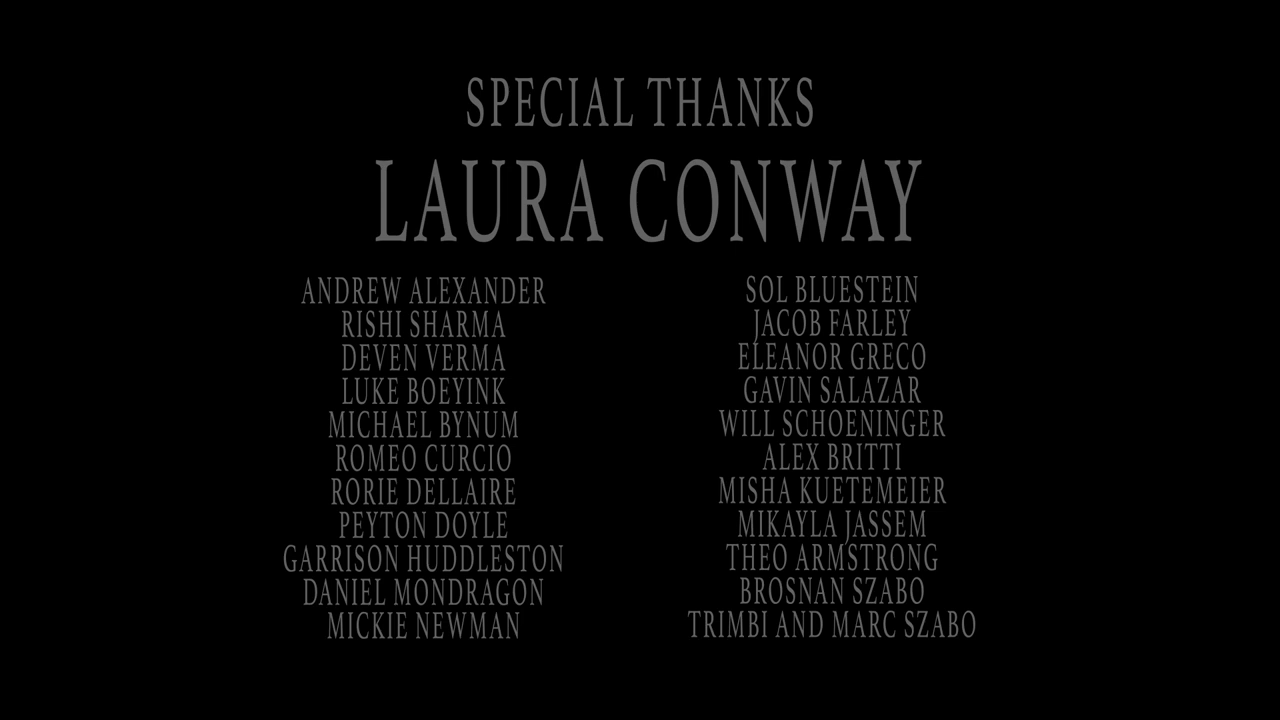 SPECIAL THANKS
LAURA CONWAY
ANDREW ALEXANDER
RISHI SHARMA
DEVEN VERMA
LUKE BOEYINK
MICHAEL BYNUM
ROMEO CURCIO
RORIE DELLAIRE
PEYTON DOYLE
GARRISON HUDDLESTON
DANIEL MONDRAGON
MICKIE NEWMAN
SOL BLUESTEIN
JACOB FARLEY
ELEANOR GRECO
GAVIN SALAZAR
WILL SCHOENINGER
ALEX BRITTI
MISHA KUETEMEIER
MIKAYLA JASSEM
THEO ARMSTRONG
BROSNAN SZABO
TRIMBI AND MARC SZABO